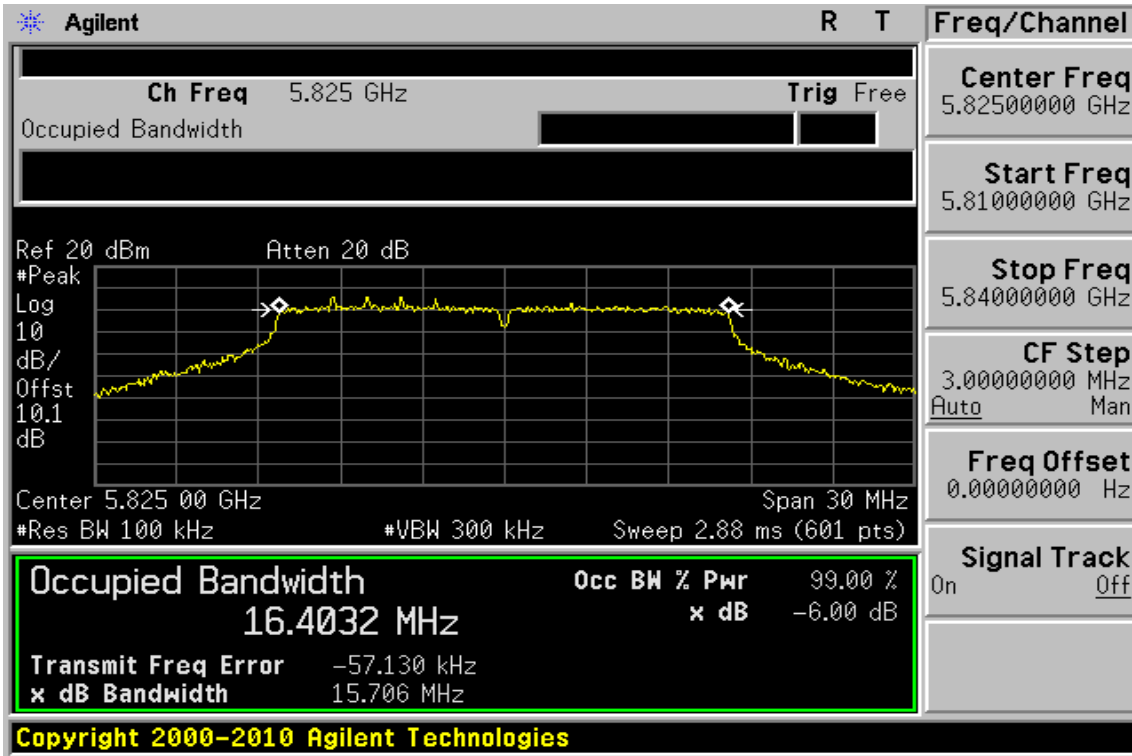 Agilent R T
Ch Freq 5.825 GHz Trig Free
Occupied Bandwidth
Ref 20 dBm Atten 20 dB
#Peak
Log
10
dB/
Offst
10.1
dB
Center 5.825 00 GHz Span 30 MHz
#Res BW 100 kHz #VBW 300 kHz Sweep 2.88 ms (601 pts)
Occupied Bandwidth
16.4032 MHz
Occ BW % Pwr 99.00 %
x dB -6.00 dB
Transmit Freq Error -57.130 kHz
x dB Bandwidth 15.706 MHz
Copyright 2000-2010 Agilent Technologies
Freq/Channel
Center Freq
5.82500000 GHz
Start Freq
5.81000000 GHz
Stop Freq
5.84000000 GHz
CF Step
3.00000000 MHz
Auto Man
Freq Offset
0.00000000 Hz
Signal Track
On Off